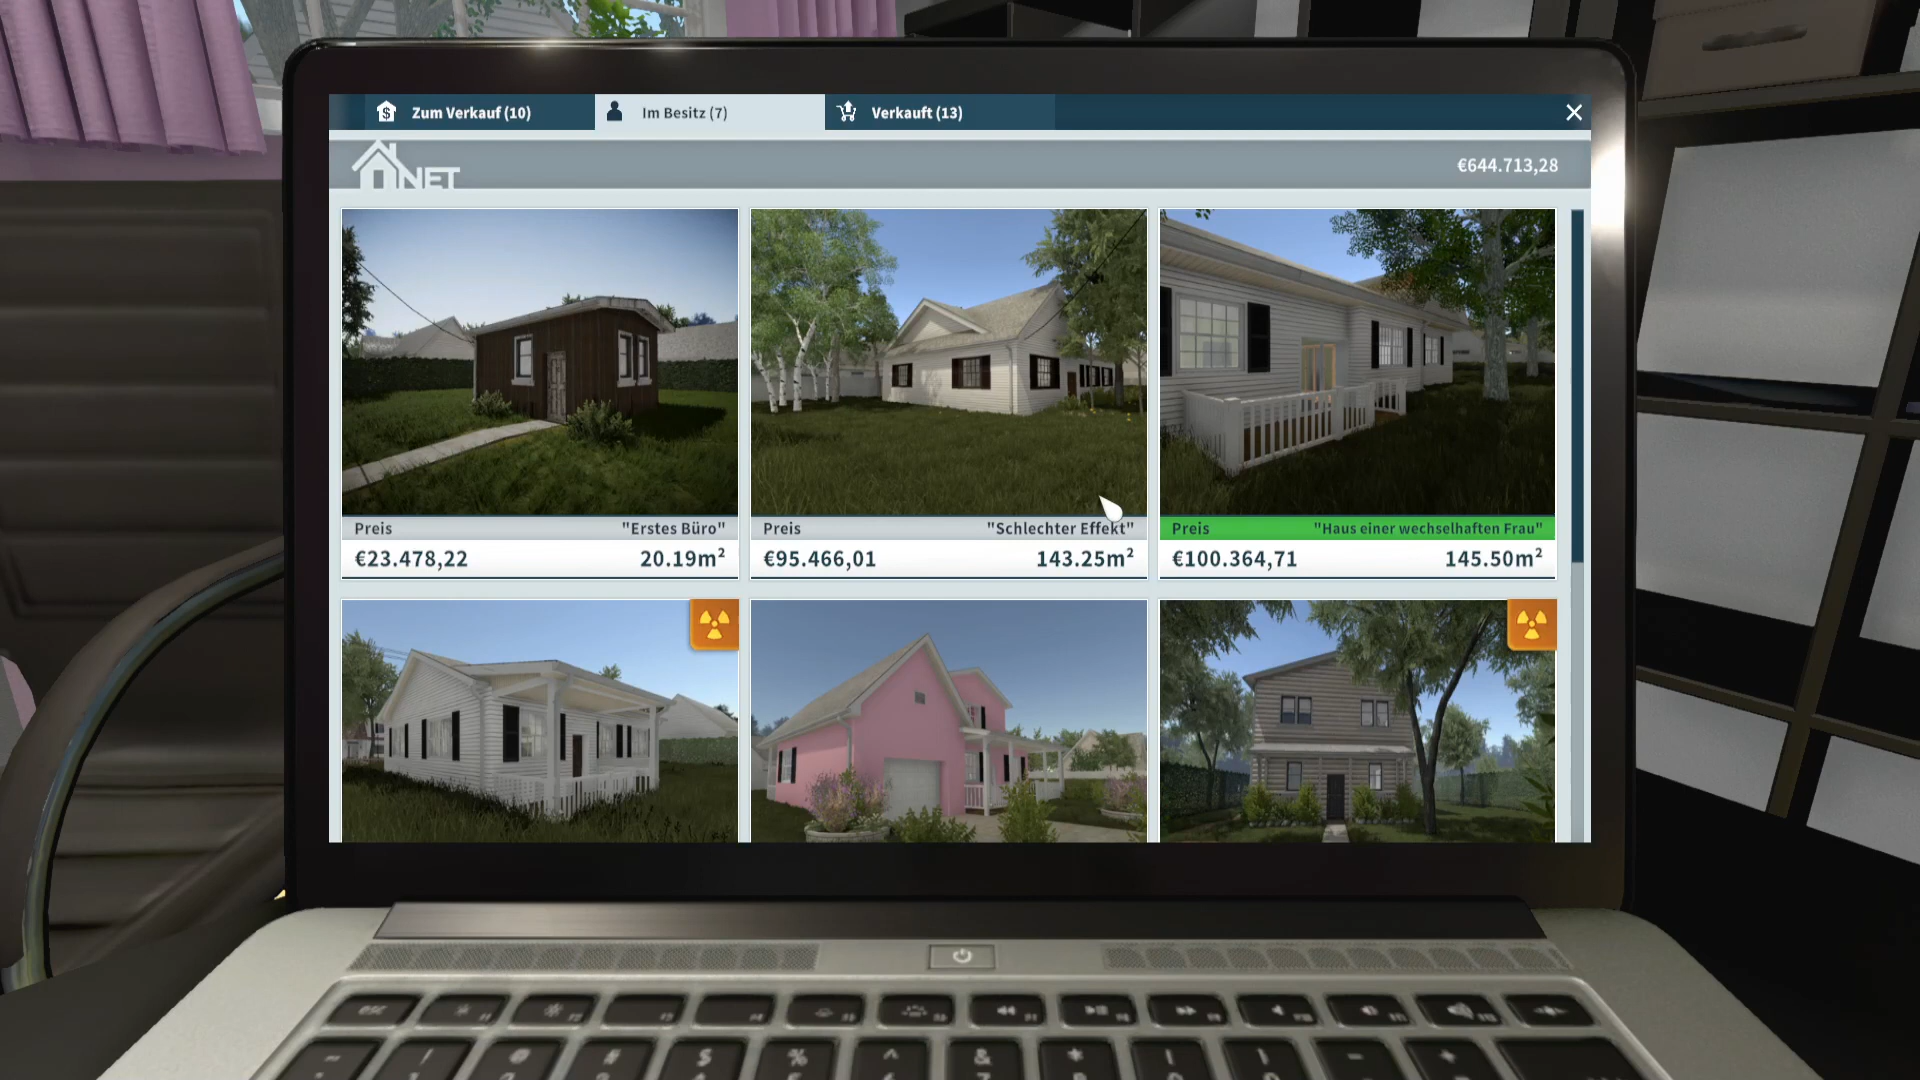 Zum Verkauf (10)
Im Besitz (7)
Verkauft (13)
NET
€644.713,28
Preis
"Erstes Büro"
€23.478,22
20.19m²
Preis
"Schlechter Effekt"
€95.466,01
143.25m²
Preis
"Haus einer wechselhaften Frau"
€100.364,71
145.50m²
esc